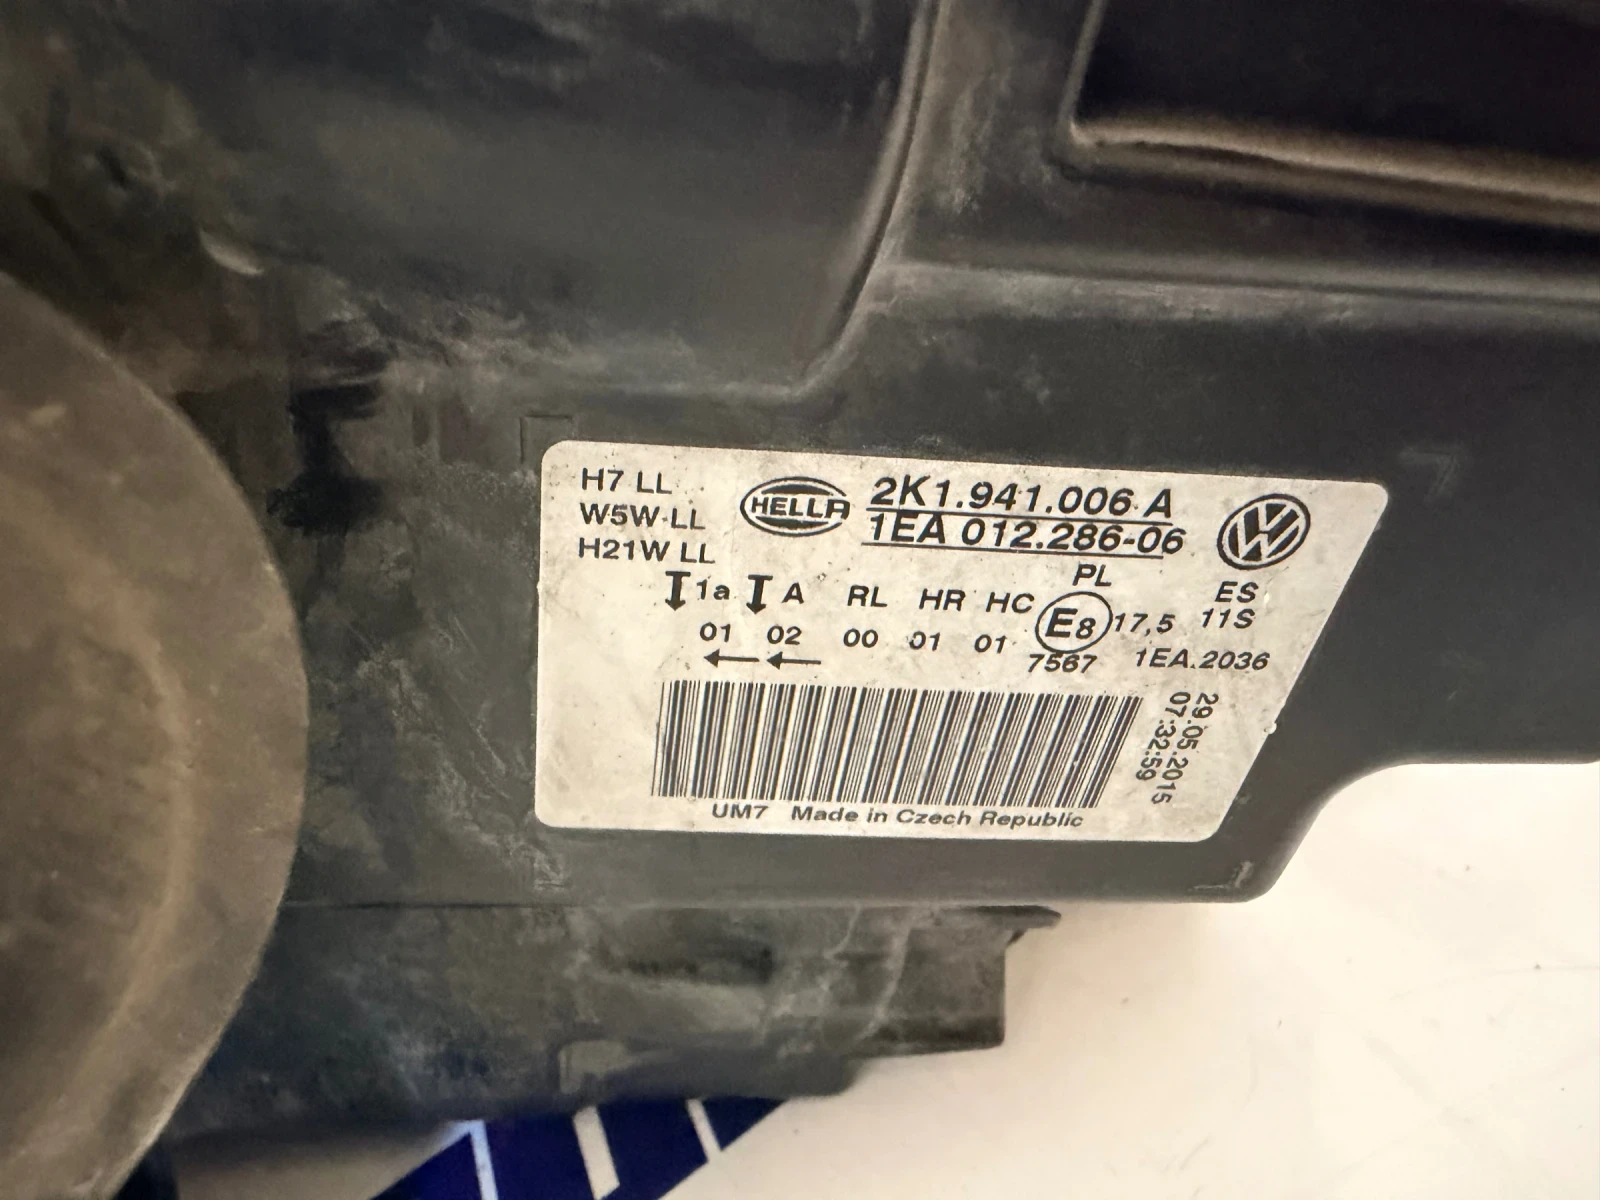 H7 LL
W5W LL
H21W LL
HELLA
2K1.941.006 A
1EA 012.286-06
1a A RL HR HC PL ES
01 02 00 01 01 E8 17,5 11S
7567 1EA.2036
29.05.2015
07:32:59
UM7 Made in Czech Republic